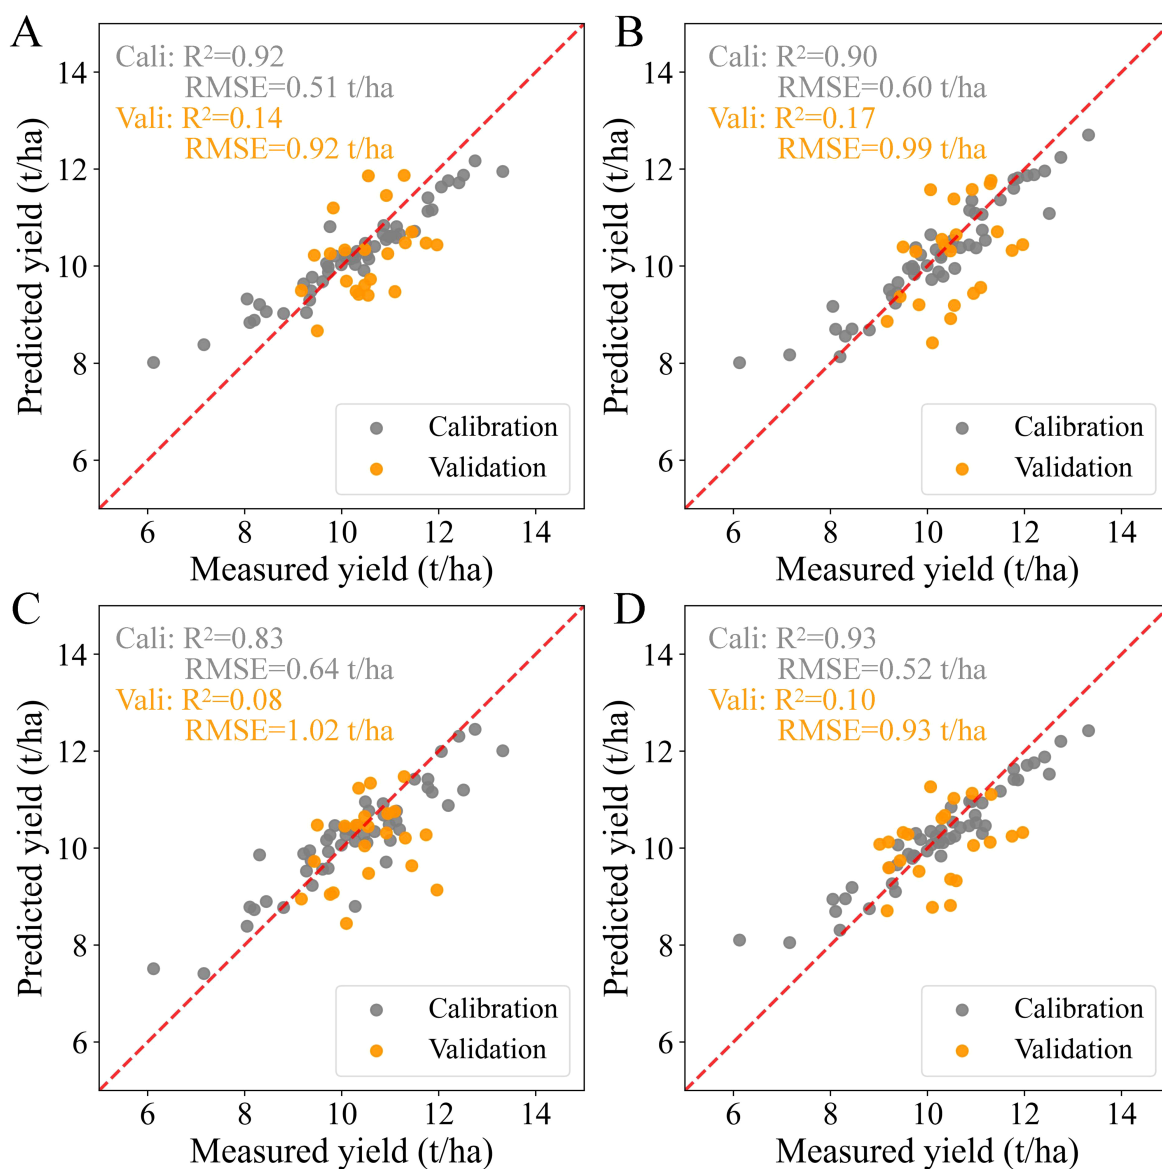 A
Cali: R²=0.92
RMSE=0.51 t/ha
Vali: R²=0.14
RMSE=0.92 t/ha
14
12
10
8
6
Predicted yield (t/ha)
Calibration
Validation
6 8 10 12 14
Measured yield (t/ha)
B
Cali: R²=0.90
RMSE=0.60 t/ha
Vali: R²=0.17
RMSE=0.99 t/ha
14
12
10
8
6
Predicted yield (t/ha)
Calibration
Validation
6 8 10 12 14
Measured yield (t/ha)
C
Cali: R²=0.83
RMSE=0.64 t/ha
Vali: R²=0.08
RMSE=1.02 t/ha
14
12
10
8
6
Predicted yield (t/ha)
Calibration
Validation
6 8 10 12 14
Measured yield (t/ha)
D
Cali: R²=0.93
RMSE=0.52 t/ha
Vali: R²=0.10
RMSE=0.93 t/ha
14
12
10
8
6
Predicted yield (t/ha)
Calibration
Validation
6 8 10 12 14
Measured yield (t/ha)